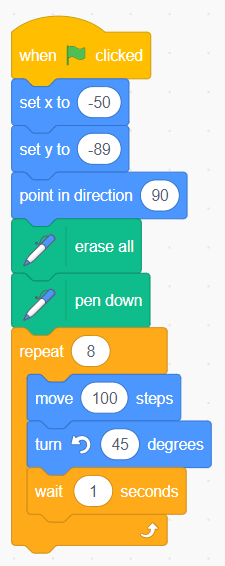 when clicked
set x to -50
set y to -89
point in direction 90
erase all
pen down
repeat 8
move 100 steps
turn 45 degrees
wait 1 seconds